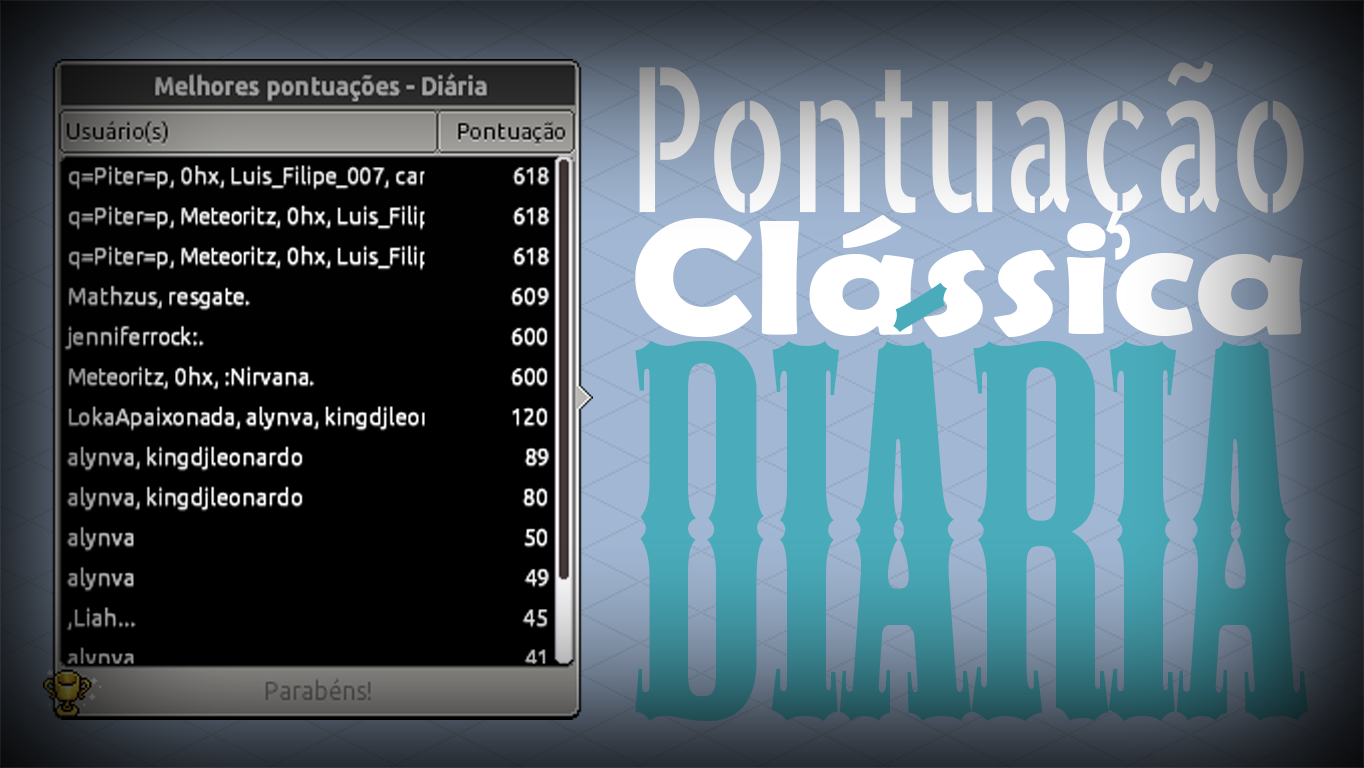 Melhores pontuações - Diária
Usuário(s) Pontuação
q=Piter=p, 0hx, Luis_Filipe_007, car 618
q=Piter=p, Meteoritz, 0hx, Luis_Filip 618
q=Piter=p, Meteoritz, 0hx, Luis_Filip 618
Mathzus, resgate. 609
jenniferrock:. 600
Meteoritz, 0hx, :Nirvana. 600
LokaApaixonada, alynva, kingdjleor 120
alynva, kingdjleonardo 89
alynva, kingdjleonardo 80
alynva 50
alynva 49
,Liah... 45
alynva 41
Parabéns!
Pontuação
Clássica
DIÁRIA